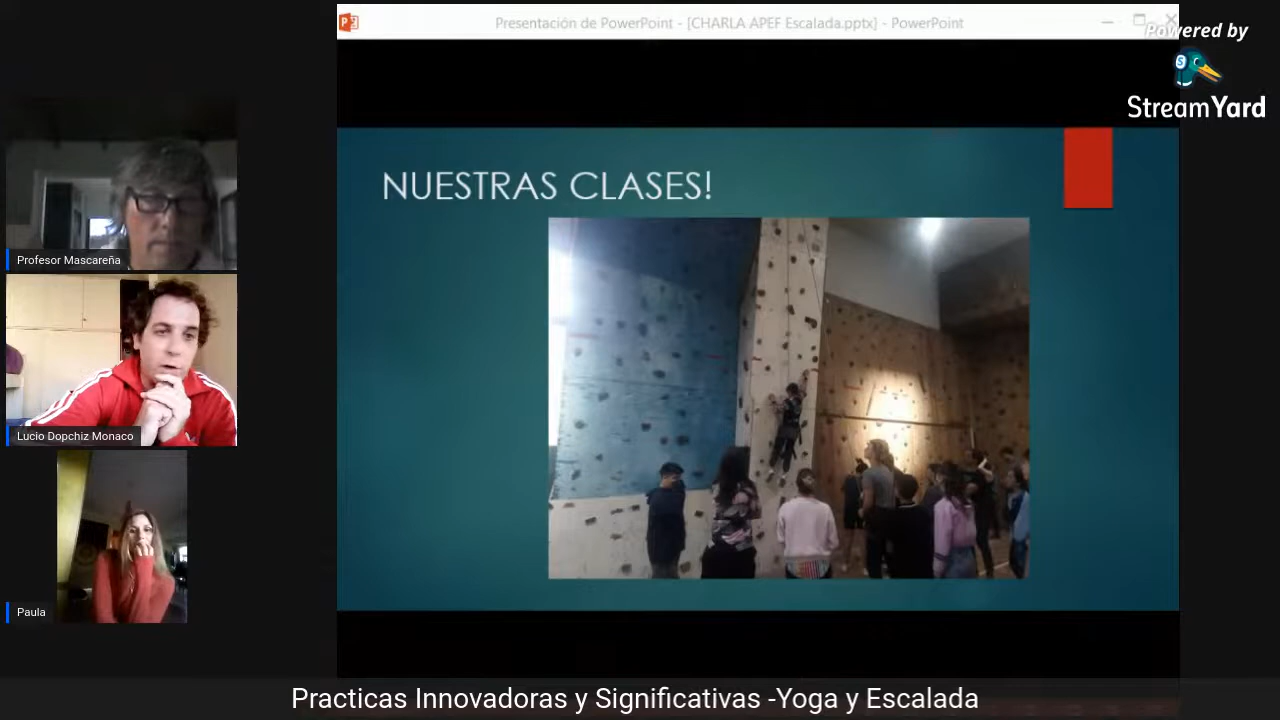 Presentación de PowerPoint - [CHARLA APEF Escalada.pptx] - PowerPoint
Powered by
StreamYard
NUESTRAS CLASES!
Profesor Mascareña
Lucio Dopchiz Monaco
Paula
Practicas Innovadoras y Significativas -Yoga y Escalada